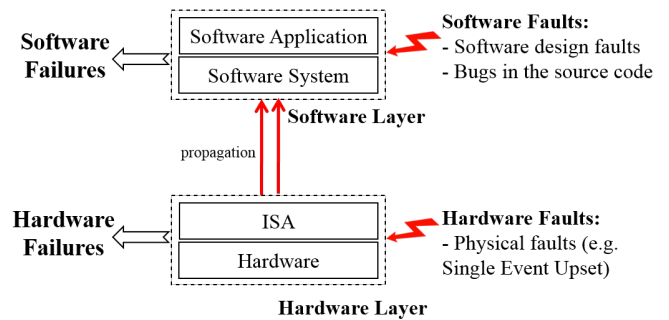 Software
Failures
Software Application
Software System
Software Faults:
- Software design faults
- Bugs in the source code
Software Layer
propagation
Hardware
Failures
ISA
Hardware
Hardware Faults:
- Physical faults (e.g.
Single Event Upset)
Hardware Layer